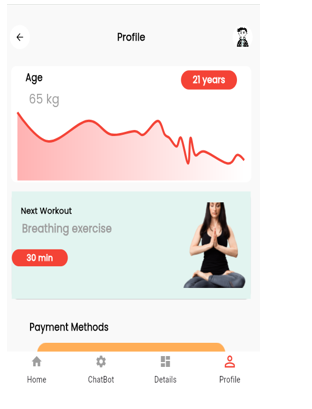 Profile
Age
21 years
65 kg
Next Workout
Breathing exercise
30 min
Payment Methods
Home
ChatBot
Details
Profile